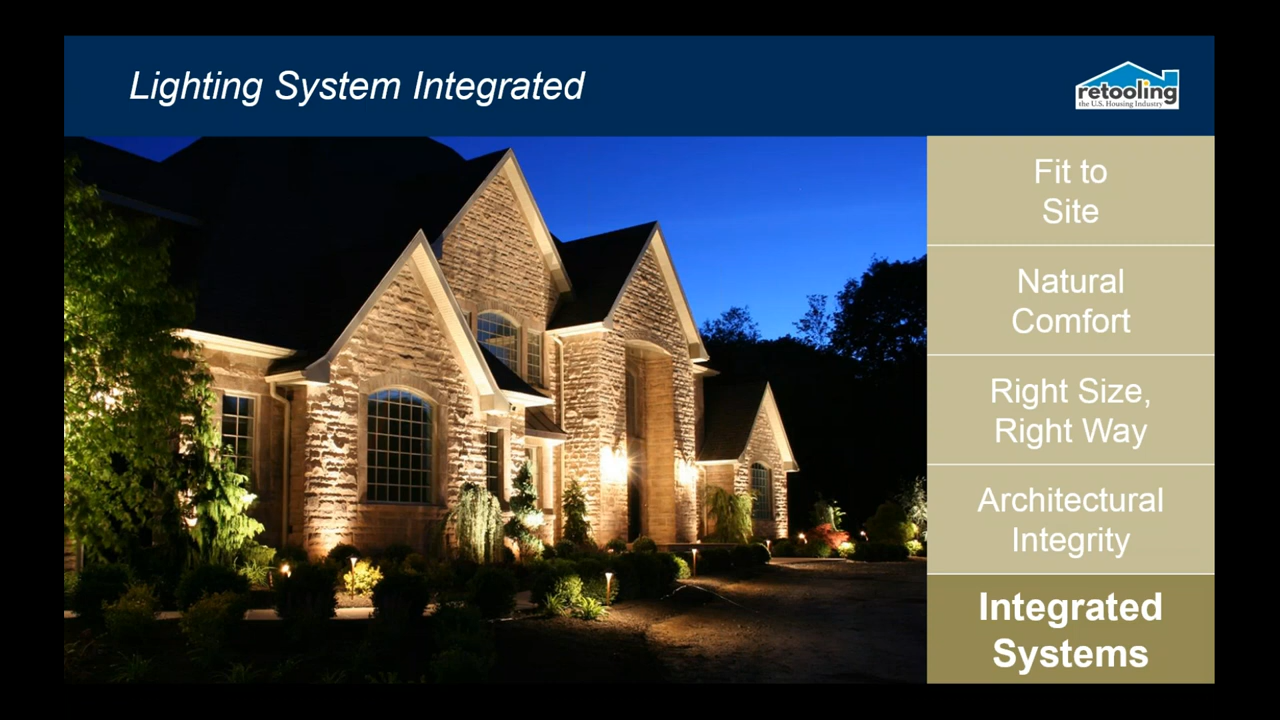 Lighting System Integrated
retooling
the U.S. Housing Industry
Fit to
Site
Natural
Comfort
Right Size,
Right Way
Architectural
Integrity
Integrated
Systems